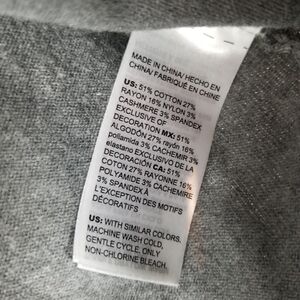 MADE IN CHINA/ HECHO EN
CHINA/ FABRIQUÉ EN CHINE
US: 51% COTTON 27%
RAYON 16% NYLON 3%
CASHMERE 3% SPANDEX
EXCLUSIVE OF
DECORATION MX: 51%
ALGODÓN 27% rayón 16%
poliamida 3% CACHEMIR 3%
elastano EXCLUSIVO DE LA
DECORACIÓN CA: 51%
COTON 27% RAYONNE 16%
POLYAMIDE 3% CACHEMIRE
3% SPANDEX À
L'EXCEPTION DES MOTIFS
DÉCORATIFS
US: WITH SIMILAR COLORS.
MACHINE WASH COLD,
GENTLE CYCLE, ONLY
NON-CHLORINE BLEACH.